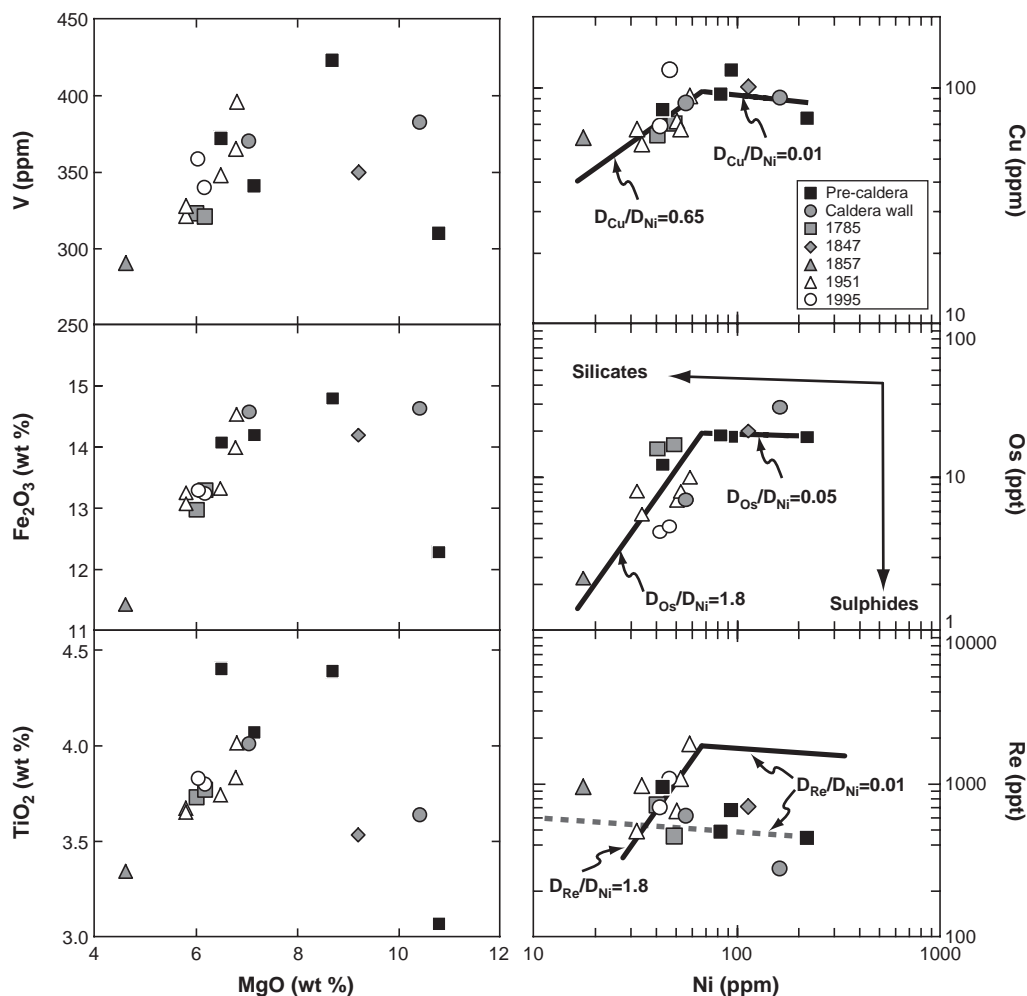 450
400
350
300
250
V (ppm)
15
14
13
12
11
Fe2O3 (wt %)
4.5
4.0
3.5
3.0
TiO2 (wt %)
4
6
8
10
12
MgO (wt %)
100
10
Cu
(ppm)
DCu/DNi=0.01
DCu/DNi=0.65
Pre-caldera
Caldera wall
1785
1847
1857
1951
1995
100
10
1
Os
(ppt)
Silicates
DOs/DNi=0.05
DOs/DNi=1.8
Sulphides
10000
1000
100
Re
(ppt)
DRe/DNi=0.01
DRe/DNi=1.8
10
100
1000
Ni (ppm)